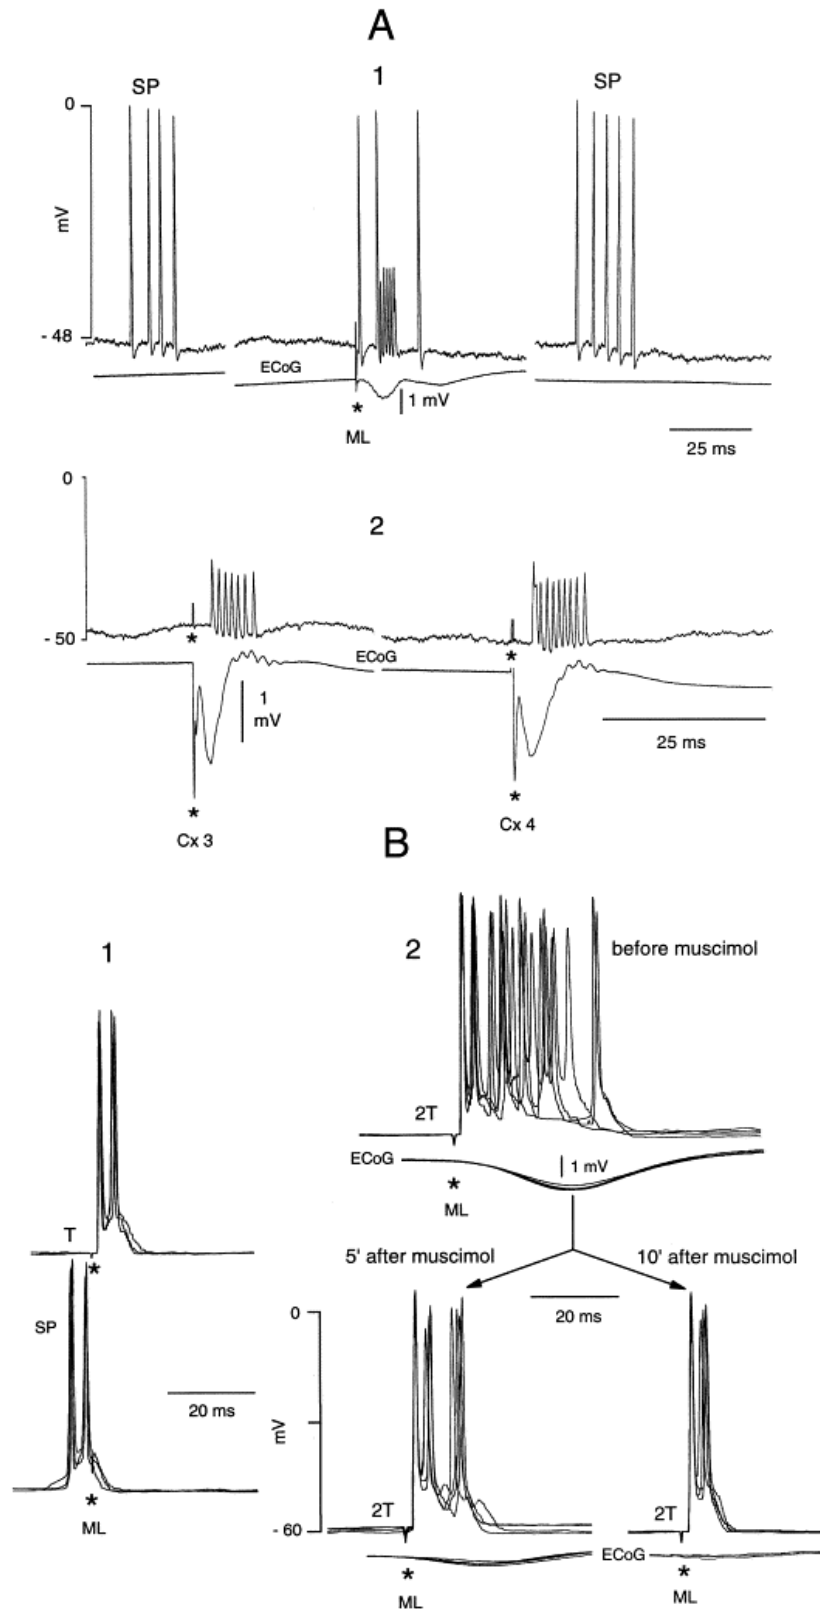 A
SP
1
SP
0
mV
- 48
ECoG
1 mV
*
ML
25 ms
0
2
- 50
*
*
ECoG
1
mV
25 ms
*
*
Cx 3
Cx 4
B
1
2
before muscimol
2T
ECoG
1 mV
*
ML
T
*
5' after muscimol
10' after muscimol
SP
0
20 ms
20 ms
mV
*
ML
2T
2T
- 60
ECoG
*
*
ML
ML